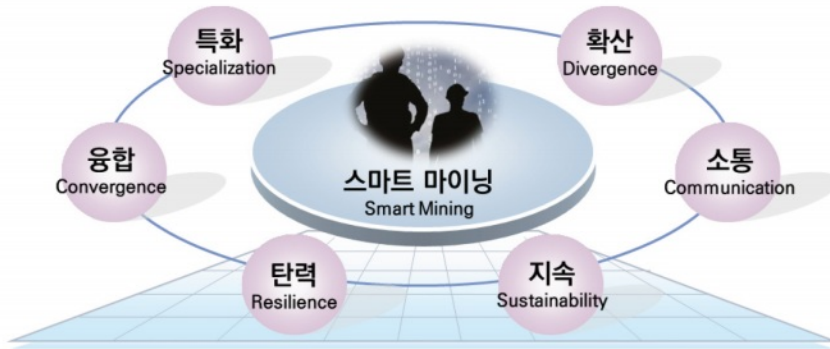 특화
Specialization
확산
Divergence
융합
Convergence
스마트 마이닝
Smart Mining
소통
Communication
탄력
Resilience
지속
Sustainability